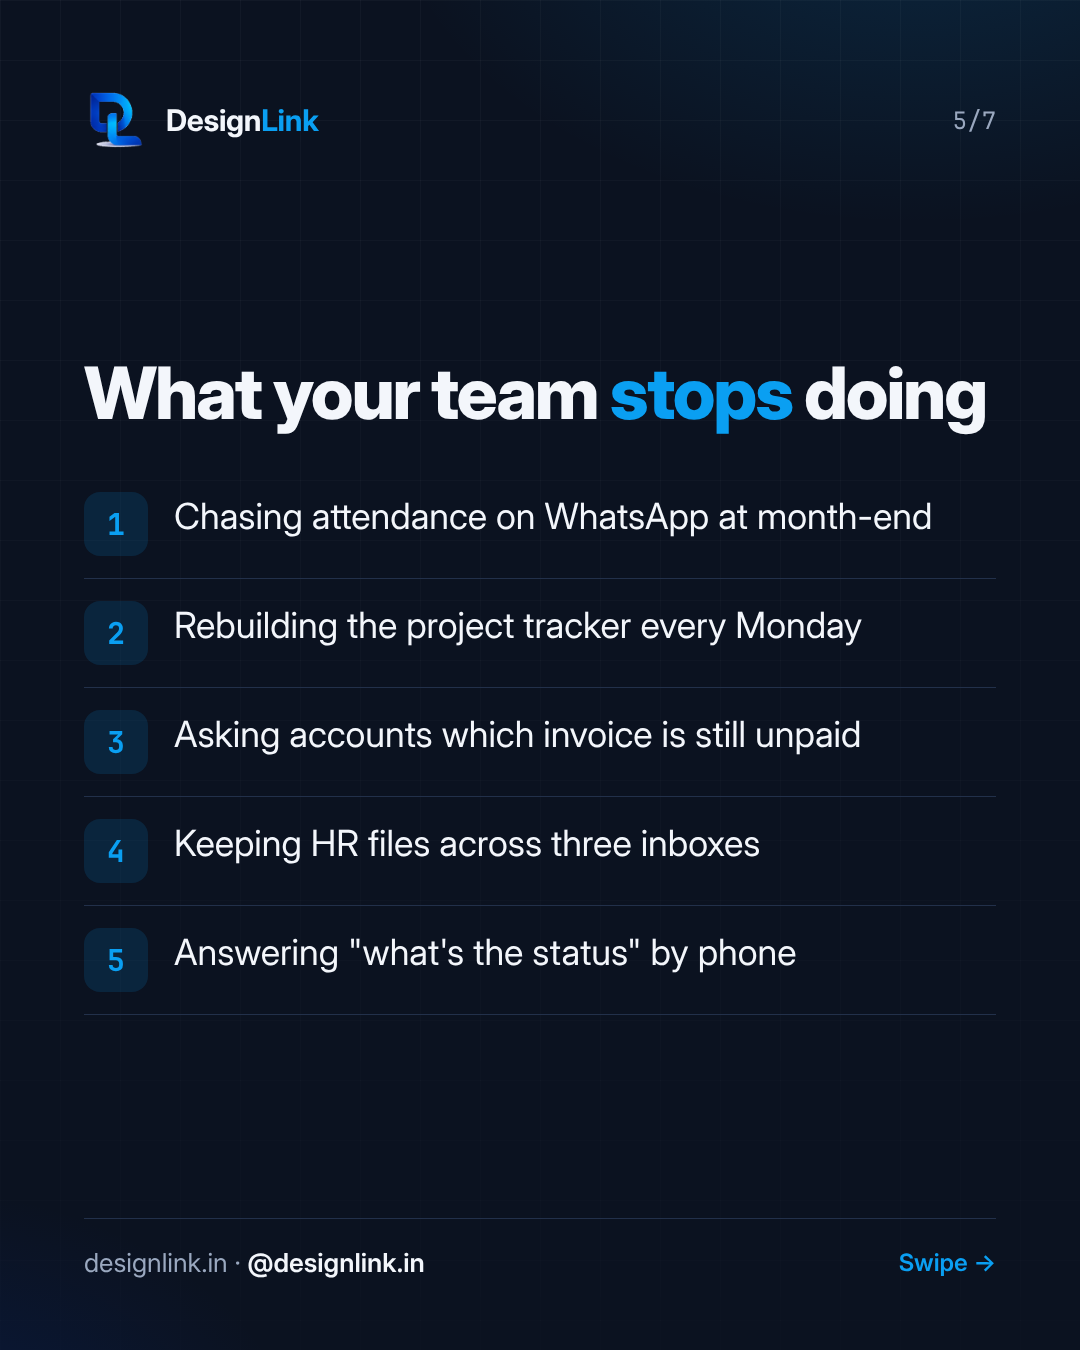 DesignLink
5/7
What your team stops doing
1 Chasing attendance on WhatsApp at month-end
2 Rebuilding the project tracker every Monday
3 Asking accounts which invoice is still unpaid
4 Keeping HR files across three inboxes
5 Answering "what's the status" by phone
designlink.in · @designlink.in
Swipe →